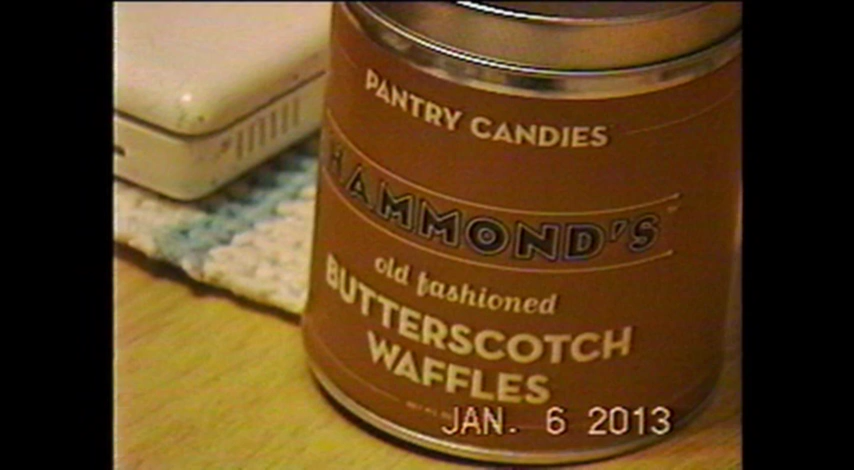 PANTRY CANDIES
HAMMOND'S
old fashioned
BUTTERSCOTCH
WAFFLES
JAN. 6 2013